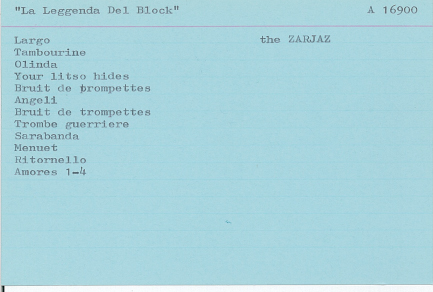 "La Leggenda Del Block" A 16900
Largo the ZARJAZ
Tambourine
Olinda
Your litso hides
Bruit de trompettes
Angeli
Bruit de trompettes
Trombe guerriere
Sarabanda
Menuet
Ritornello
Amores 1-4